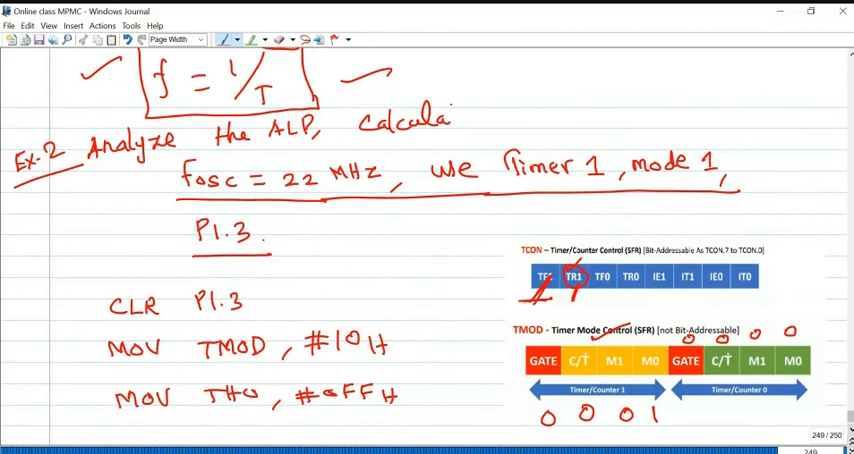 Online class MPMC - Windows Journal
File Edit View Insert Actions Tools Help
Page Width
f = 1/T
Ex-2 Analyze the ALP, calcula
fosc = 22 MHz, use Timer 1, mode 1,
P1.3.
TCON – Timer/Counter Control (SFR) [Bit-Addressable As TCON.7 to TCON.0]
TF1 TR1 TF0 TR0 IE1 IT1 IE0 IT0
1 1
CLR P1.3
TMOD - Timer Mode Control (SFR) [not Bit-Addressable]
0 0 0 0
MOV TMOD, #10H
GATE C/T M1 M0 GATE C/T M1 M0
Timer/Counter 1 Timer/Counter 0
MOV TH0, #0FFH
0 0 0 1
249 / 250
249